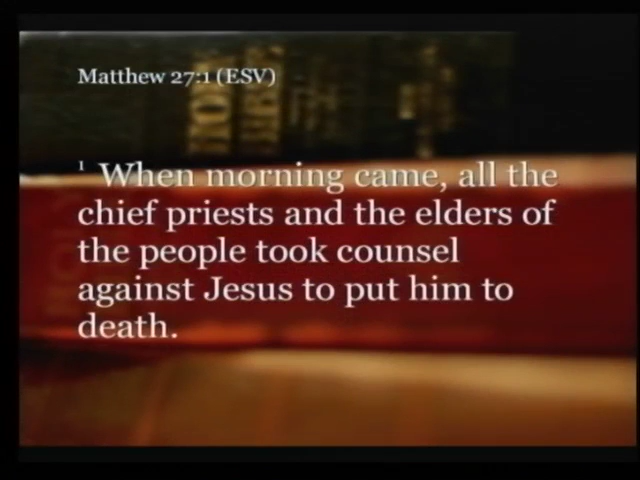 Matthew 27:1 (ESV)
1 When morning came, all the
chief priests and the elders of
the people took counsel
against Jesus to put him to
death.